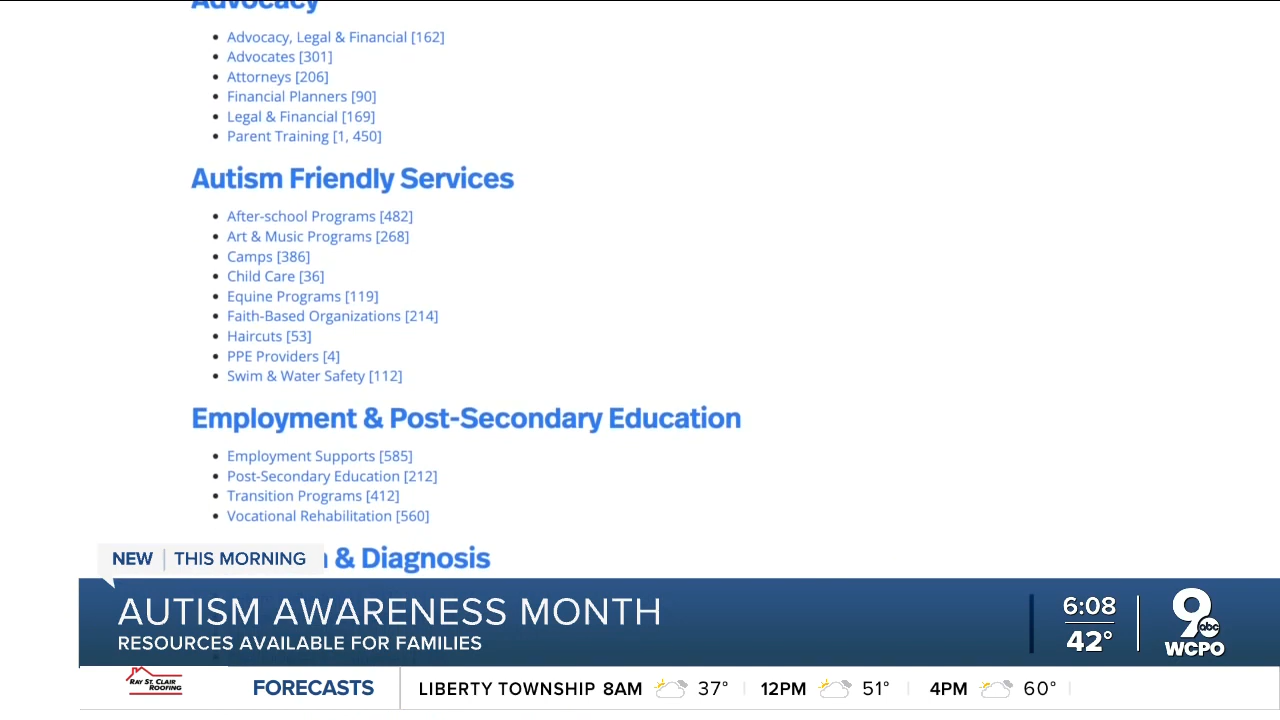 Advocacy
Advocacy, Legal & Financial [162]
Advocates [301]
Attorneys [206]
Financial Planners [90]
Legal & Financial [169]
Parent Training [1, 450]
Autism Friendly Services
After-school Programs [482]
Art & Music Programs [268]
Camps [386]
Child Care [36]
Equine Programs [119]
Faith-Based Organizations [214]
Haircuts [53]
PPE Providers [4]
Swim & Water Safety [112]
Employment & Post-Secondary Education
Employment Supports [585]
Post-Secondary Education [212]
Transition Programs [412]
Vocational Rehabilitation [560]
& Diagnosis
NEW THIS MORNING
AUTISM AWARENESS MONTH
RESOURCES AVAILABLE FOR FAMILIES
6:08
42°
9 abc
WCPO
RAY ST. CLAIR
ROOFING
FORECASTS LIBERTY TOWNSHIP 8AM 37° 12PM 51° 4PM 60°